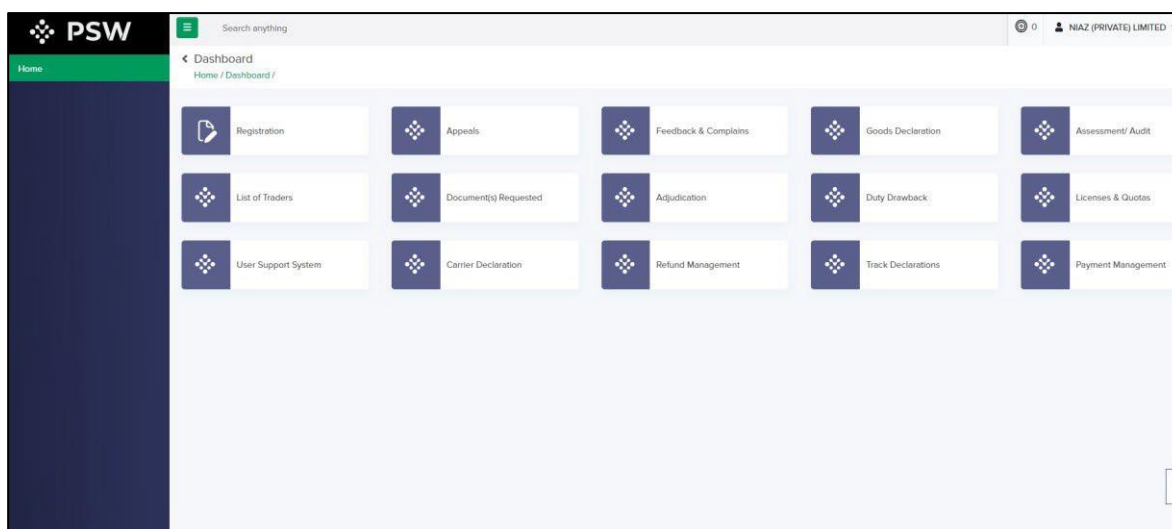 PSW
Search anything
0
NIAZ (PRIVATE) LIMITED
Home
Dashboard
Home / Dashboard /
Registration
Appeals
Feedback & Complains
Goods Declaration
Assessment/ Audit
List of Traders
Document(s) Requested
Adjudication
Duty Drawback
Licenses & Quotas
User Support System
Carrier Declaration
Refund Management
Track Declarations
Payment Management